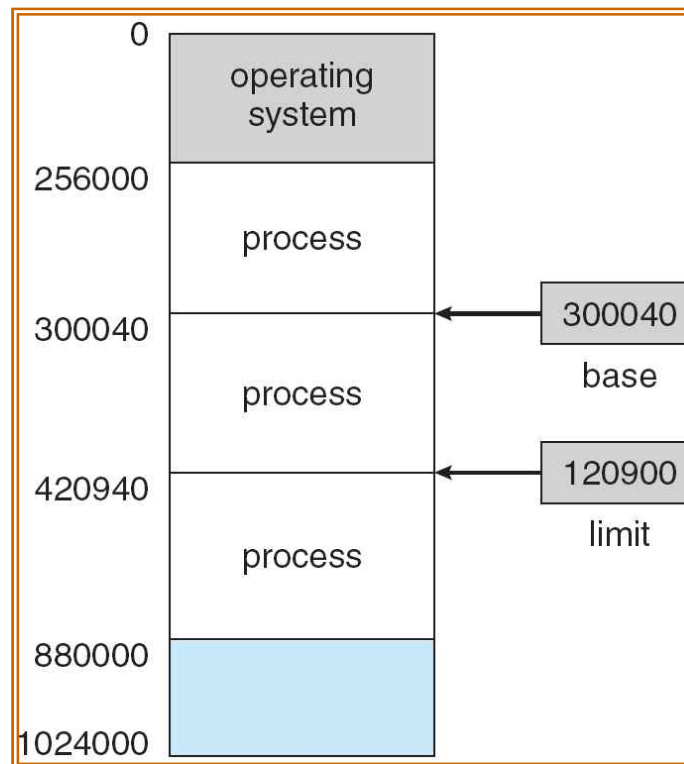 0
operating
system
256000
process
300040
300040
base
process
420940
120900
limit
process
880000
1024000